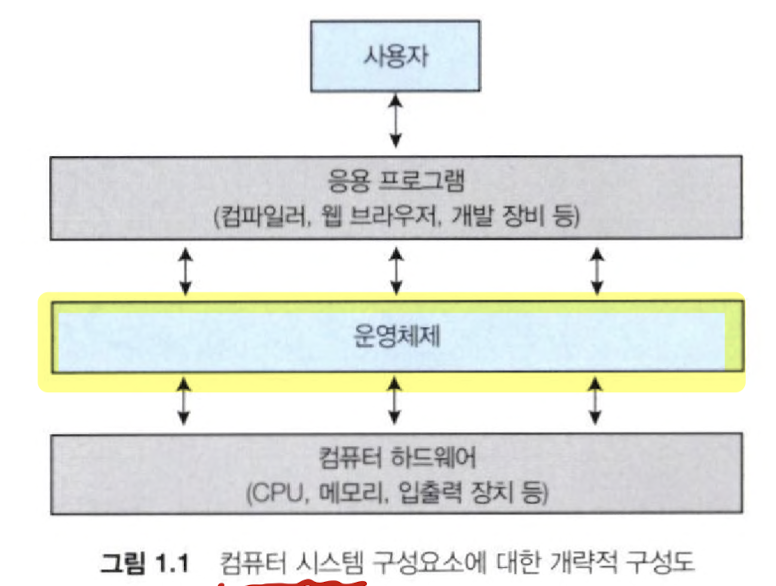 사용자
응용 프로그램
(컴파일러, 웹 브라우저, 개발 장비 등)
운영체제
컴퓨터 하드웨어
(CPU, 메모리, 입출력 장치 등)
그림 1.1 컴퓨터 시스템 구성요소에 대한 개략적 구성도